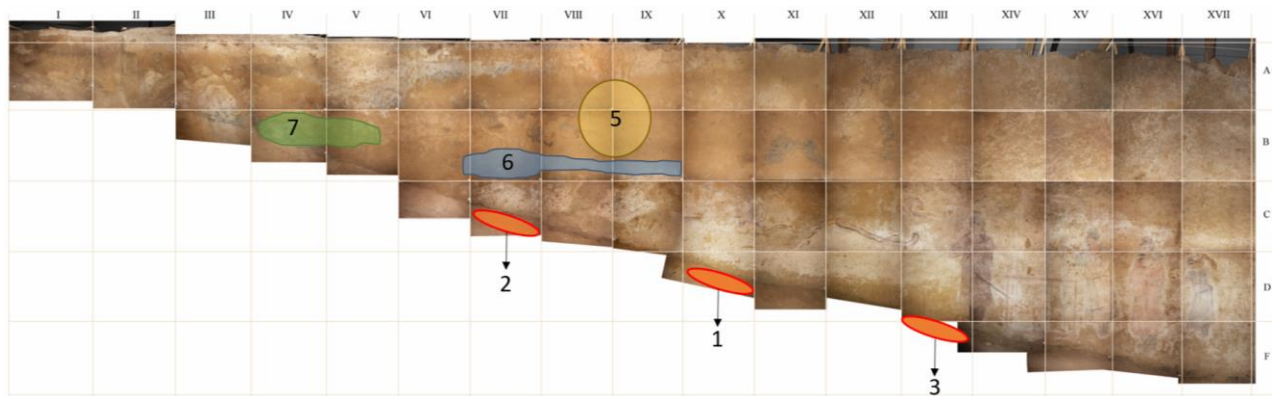 I II III IV V VI VII VIII IX X XI XII XIII XIV XV XVI XVII
A
7 5 B
6
C
2 D
1
3 F